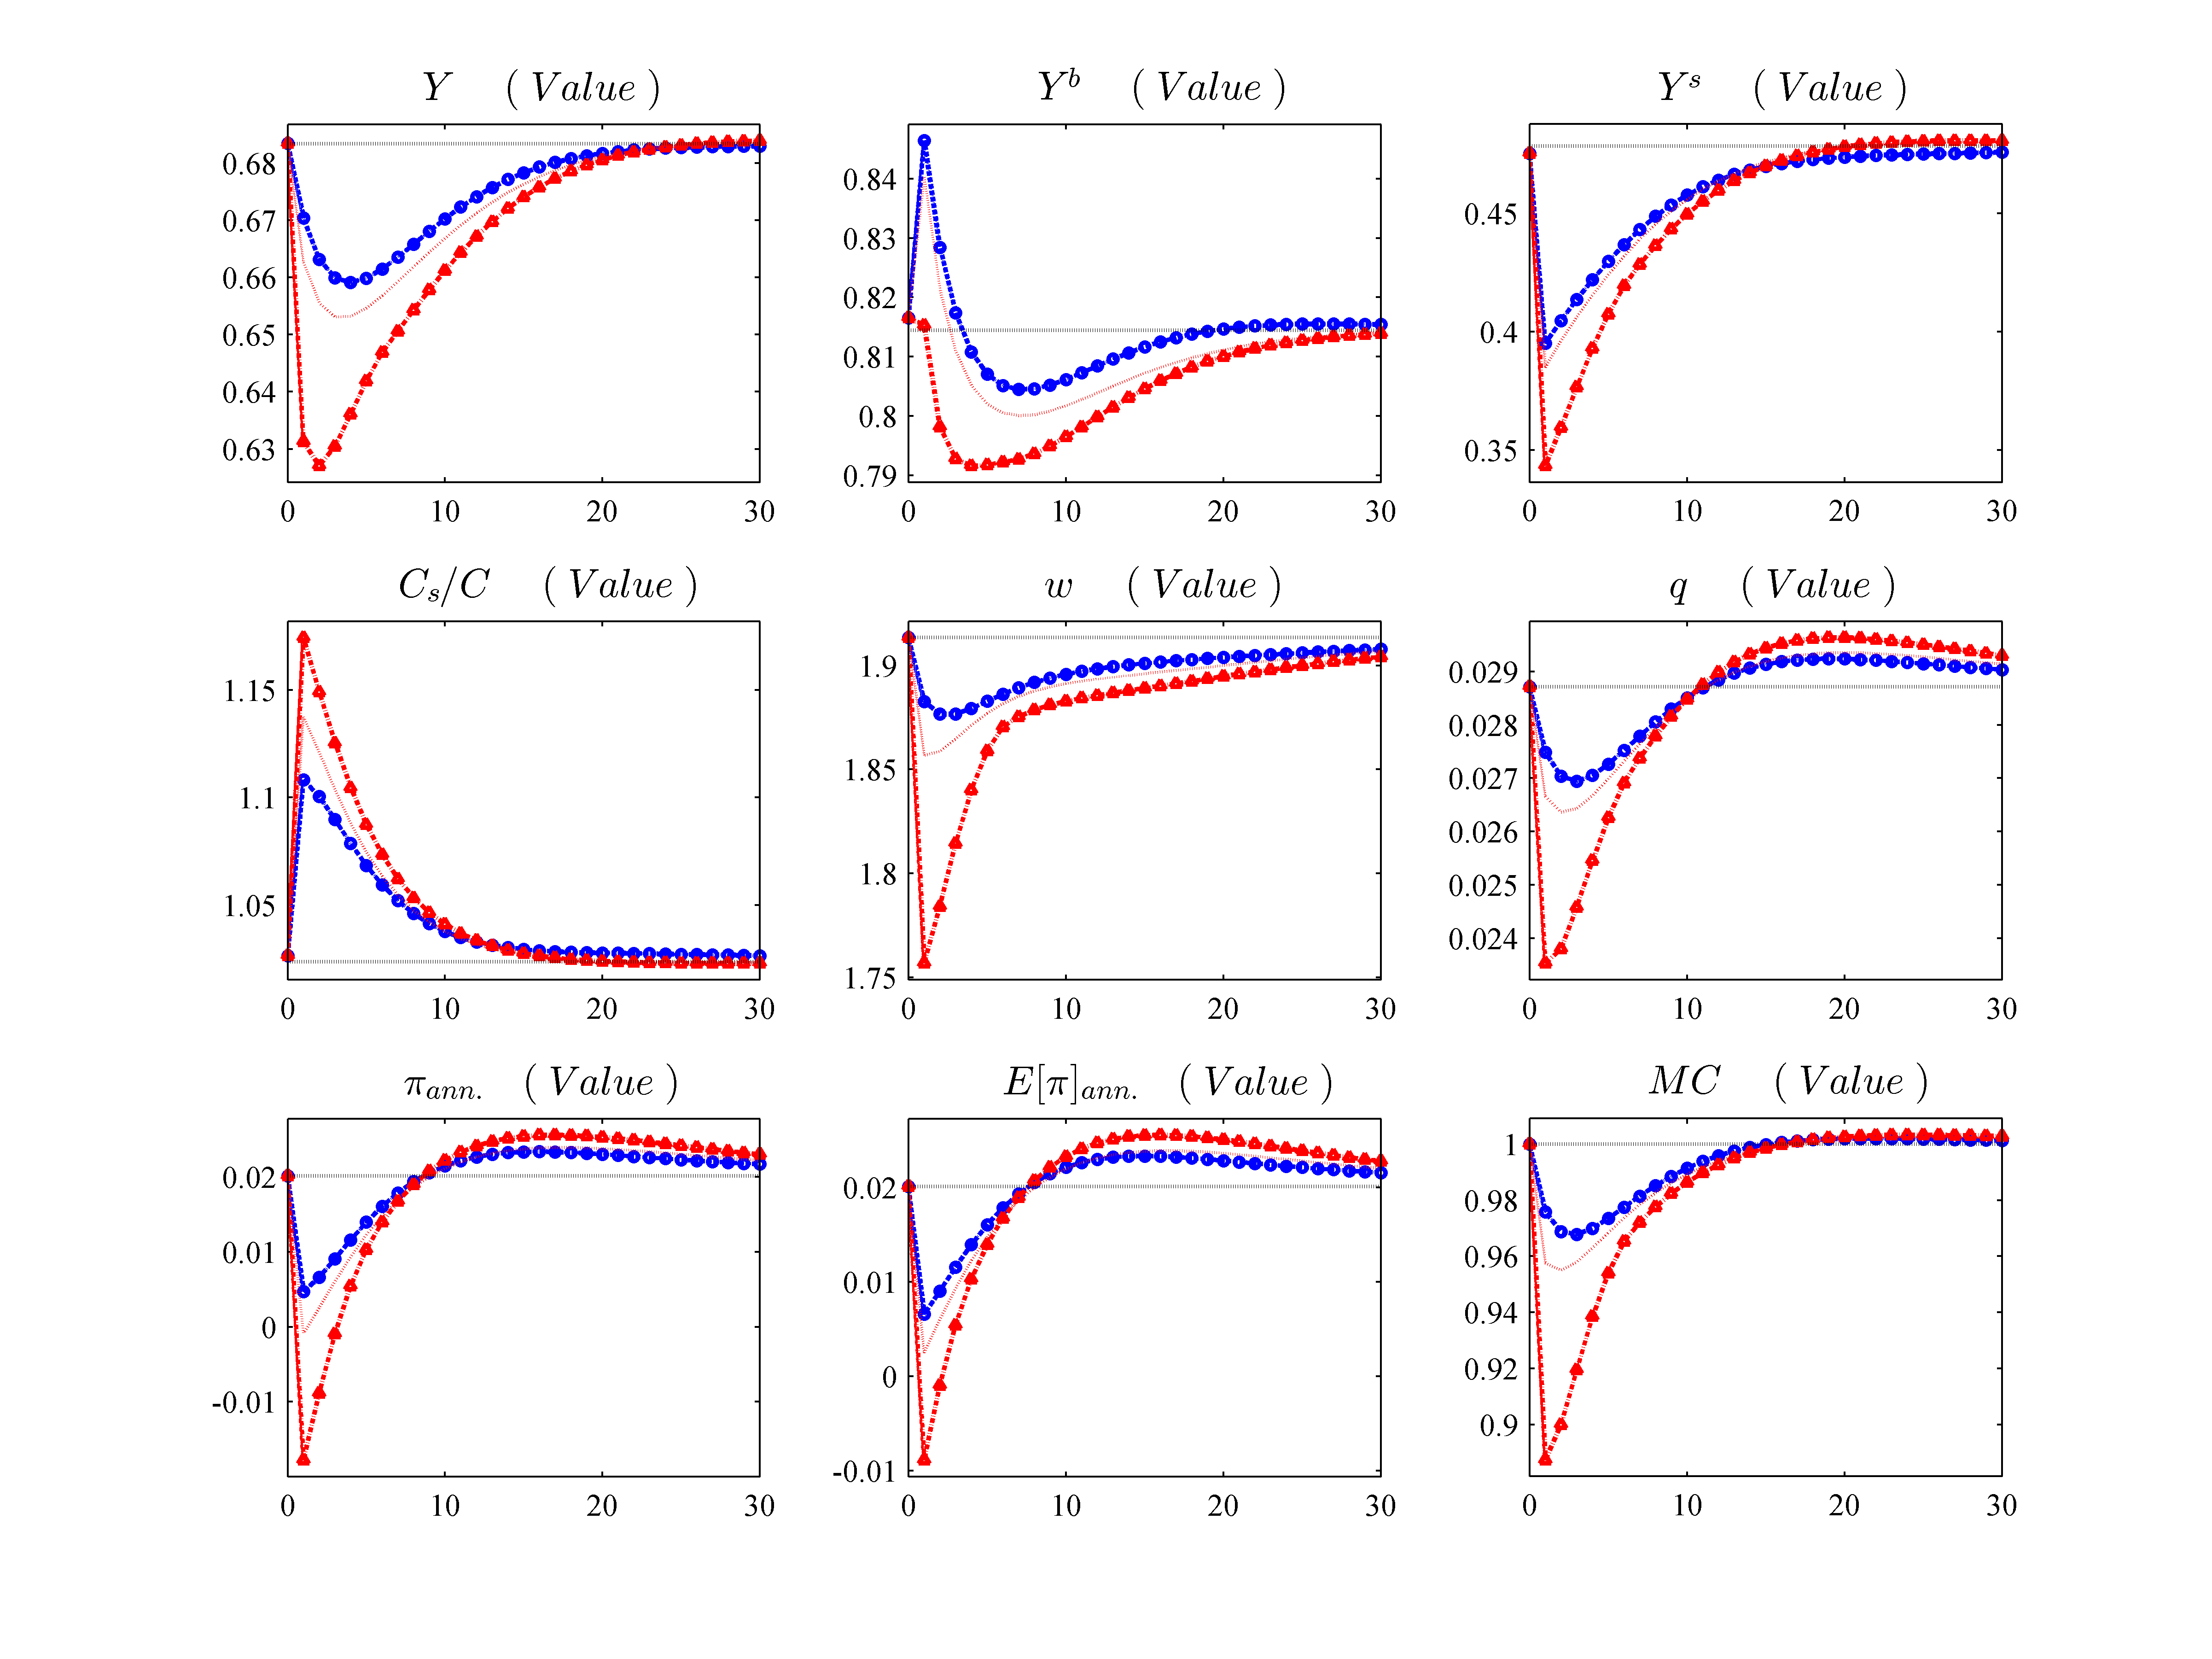 Y ( Value ) Y^b ( Value ) Y^s ( Value )
0.68 0.84 0.45
0.67 0.83 0.4
0.66 0.82 0.35
0.65 0.81
0.64 0.8
0.63 0.79
0 10 20 30 0 10 20 30 0 10 20 30
C_s/C ( Value ) w ( Value ) q ( Value )
1.15 1.9 0.029
1.1 1.85 0.028
1.05 1.8 0.027
1.75 0.026
0.025
0.024
0 10 20 30 0 10 20 30 0 10 20 30
π_ann. ( Value ) E[π]_ann. ( Value ) MC ( Value )
0.02 0.02 1
0.01 0.01 0.98
0 0 0.96
-0.01 -0.01 0.94
0.92
0.9
0 10 20 30 0 10 20 30 0 10 20 30